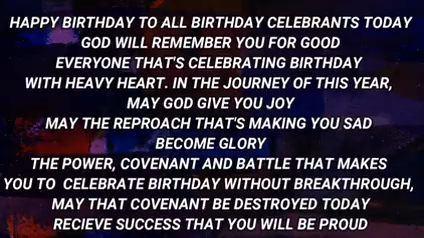 HAPPY BIRTHDAY TO ALL BIRTHDAY CELEBRANTS TODAY
GOD WILL REMEMBER YOU FOR GOOD
EVERYONE THAT'S CELEBRATING BIRTHDAY
WITH HEAVY HEART. IN THE JOURNEY OF THIS YEAR,
MAY GOD GIVE YOU JOY
MAY THE REPROACH THAT'S MAKING YOU SAD
BECOME GLORY
THE POWER, COVENANT AND BATTLE THAT MAKES
YOU TO CELEBRATE BIRTHDAY WITHOUT BREAKTHROUGH,
MAY THAT COVENANT BE DESTROYED TODAY
RECIEVE SUCCESS THAT YOU WILL BE PROUD